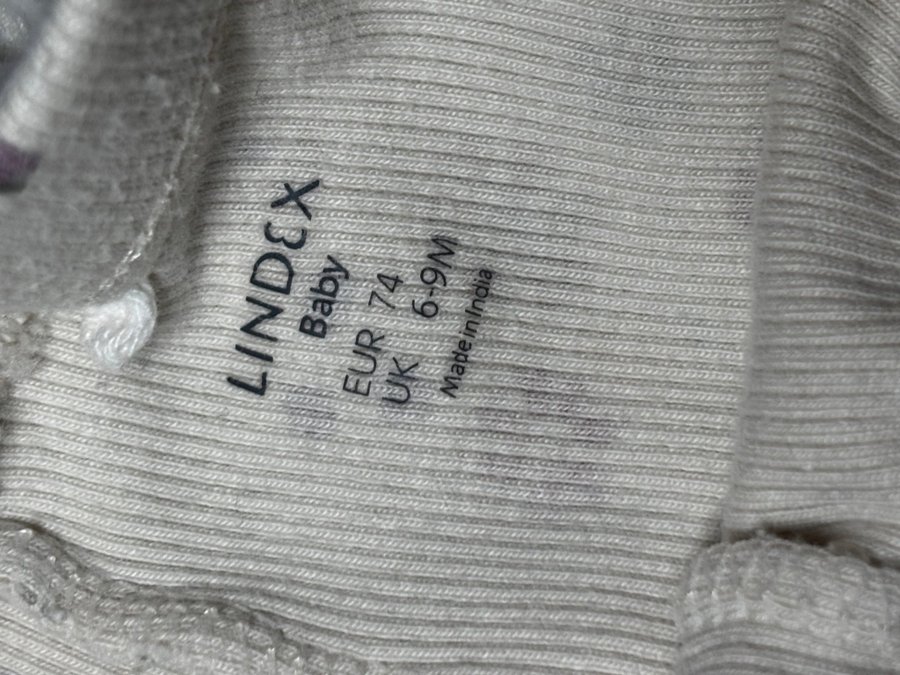 LINDEX
Baby
EUR 74
UK 6-9M
Made in India